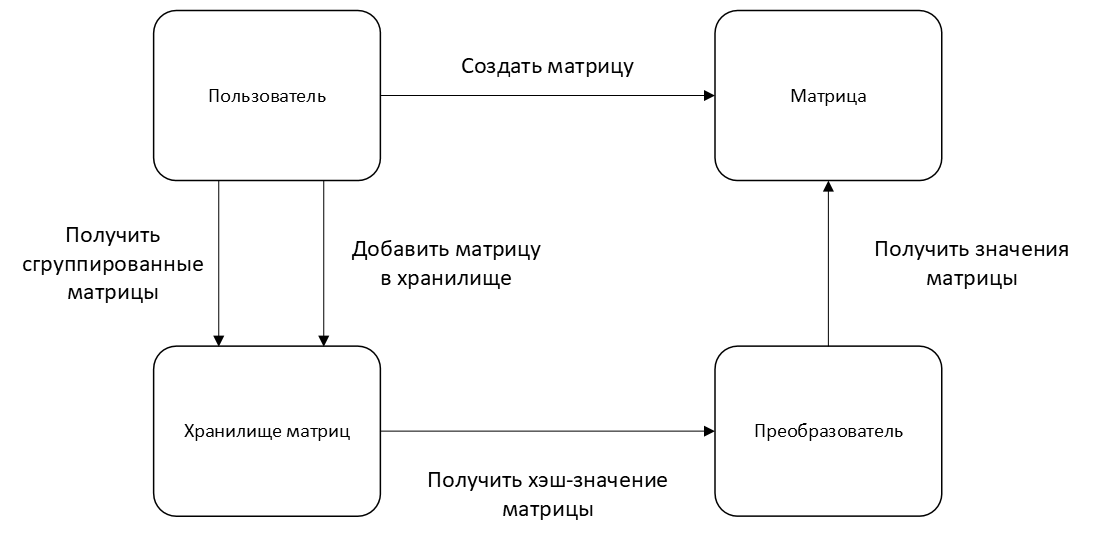 Пользователь
Создать матрицу
Матрица
Получить
сгруппированные
матрицы
Добавить матрицу
в хранилище
Получить значения
матрицы
Хранилище матриц
Получить хэш-значение
матрицы
Преобразователь